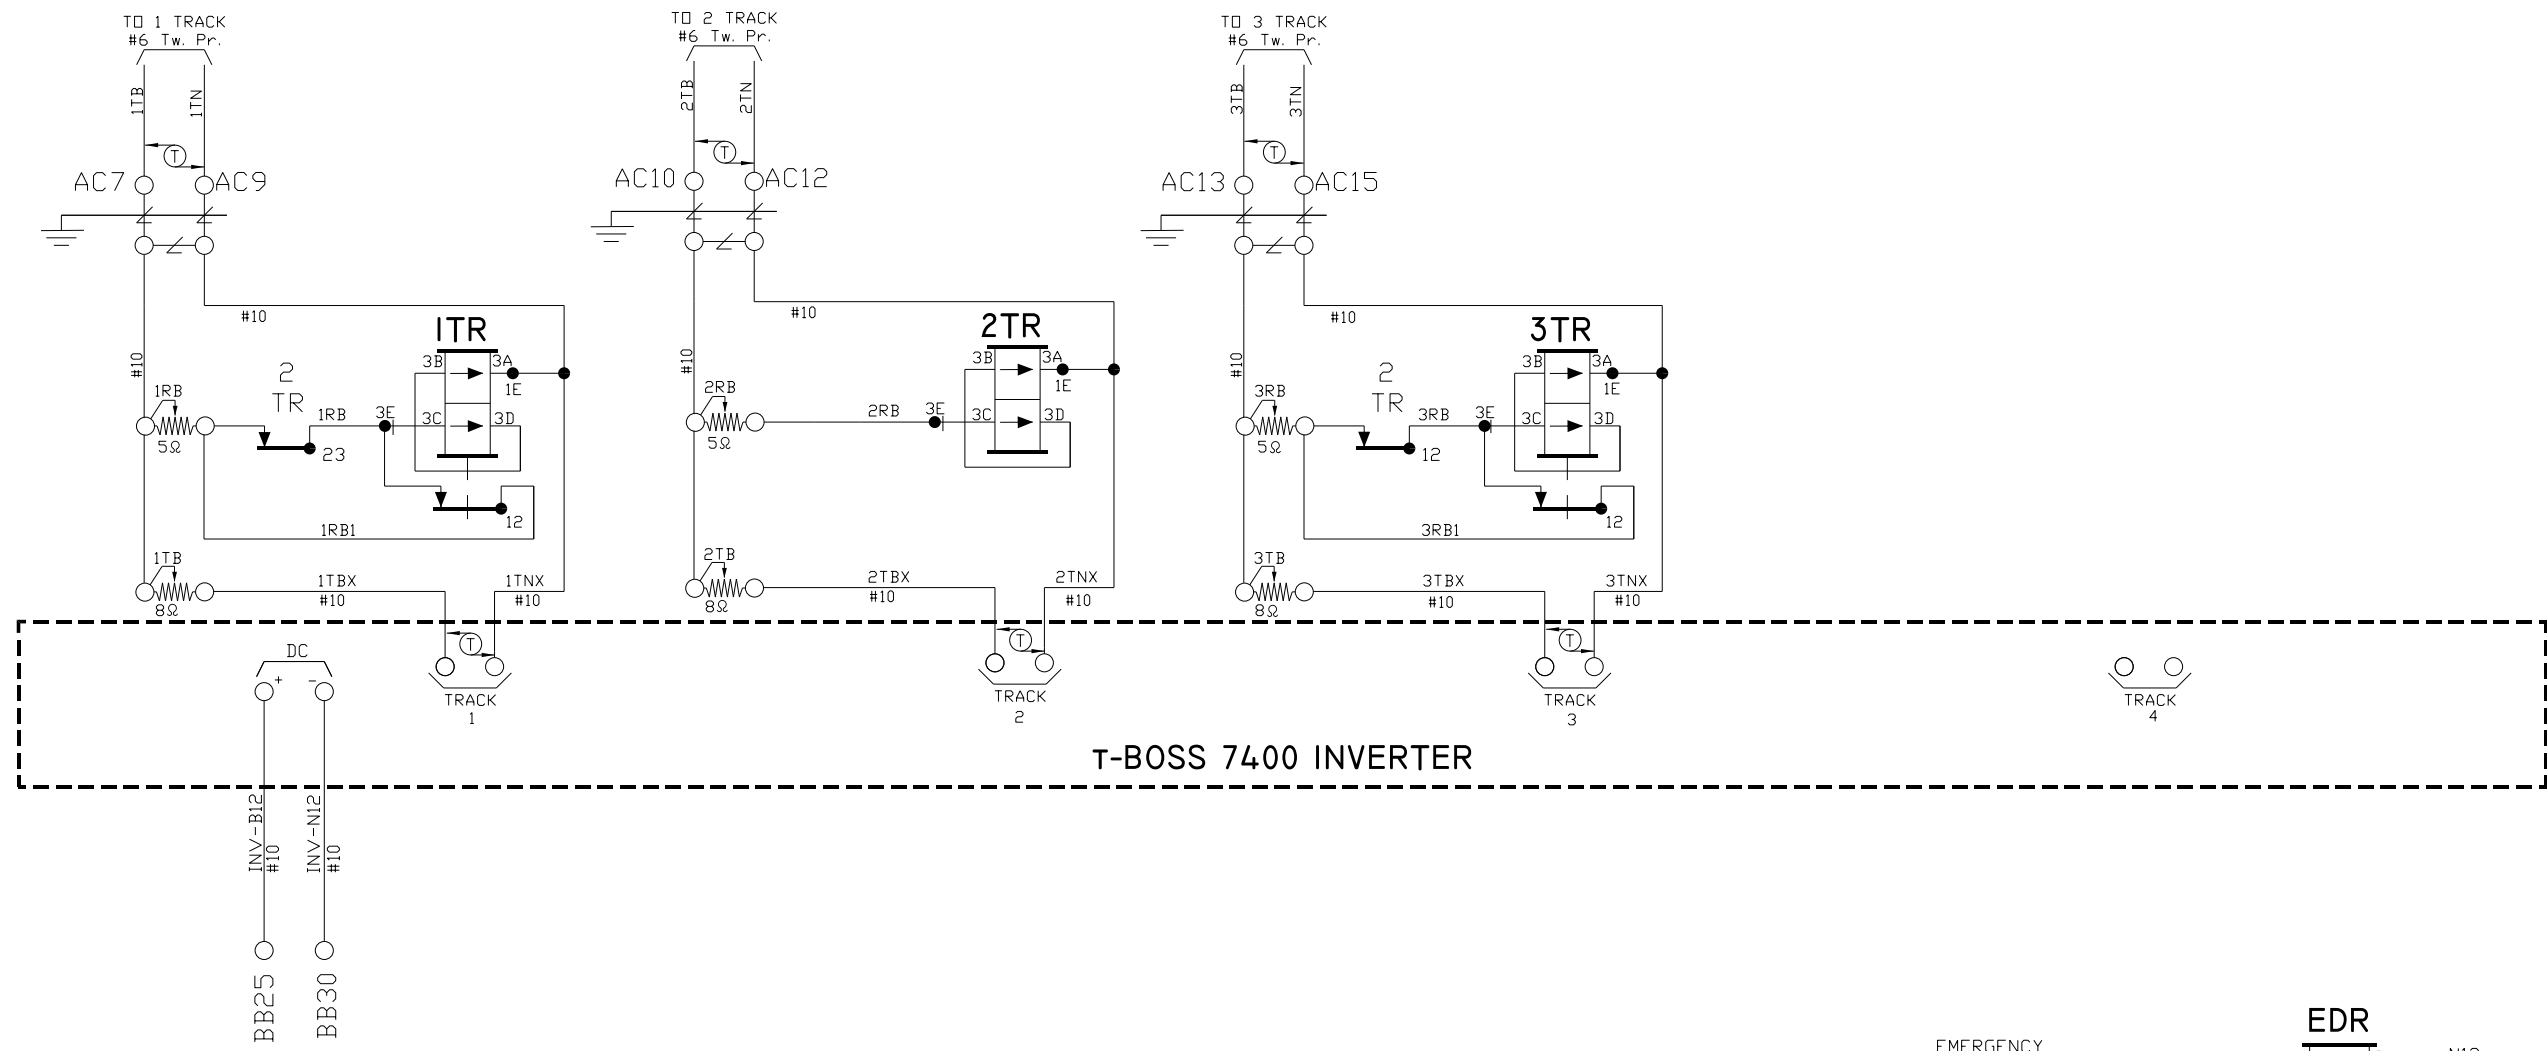 TO 1 TRACK
#6 Tw. Pr.
1TB
1TN
T
AC7
AC9
#10
#10
1TR
3B
3A
1E
2
TR
1RB
5Ω
1RB
3E
3C
3D
23
12
1RB1
1TB
8Ω
1TBX
#10
1TNX
#10
TO 2 TRACK
#6 Tw. Pr.
2TB
2TN
T
AC10
AC12
#10
#10
2TR
3B
3A
1E
2RB
5Ω
2RB
3E
3C
3D
2TB
8Ω
2TBX
#10
2TNX
#10
TO 3 TRACK
#6 Tw. Pr.
3TB
3TN
T
AC13
AC15
#10
#10
3TR
3B
3A
1E
2
TR
3RB
5Ω
3RB
3E
3C
3D
12
12
3RB1
3TB
8Ω
3TBX
#10
3TNX
#10
DC
+
-
T
TRACK
1
T
TRACK
2
T
TRACK
3
TRACK
4
T-BOSS 7400 INVERTER
INV-B12
#10
INV-N12
#10
BB25
BB30
EMERGENCY
EDR